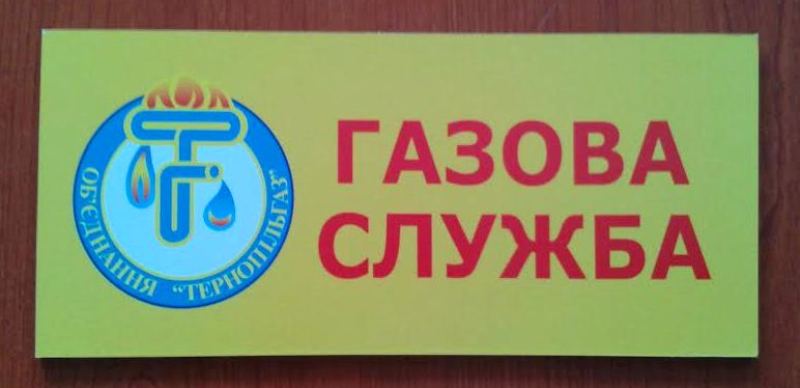 ОБ'ЄДНАННЯ "ТЕРНОПІЛЬГАЗ"
ГАЗОВА
СЛУЖБА